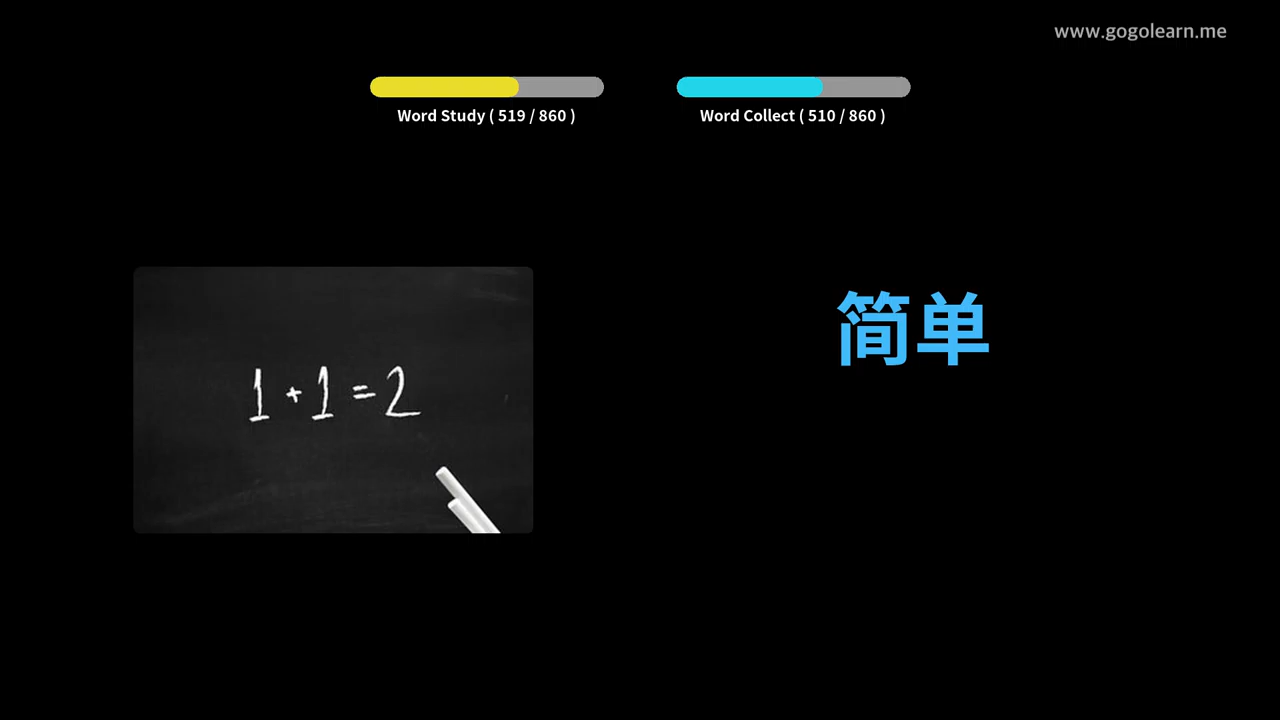 www.gogolearn.me
Word Study ( 519 / 860 )
Word Collect ( 510 / 860 )
1 + 1 = 2
简单